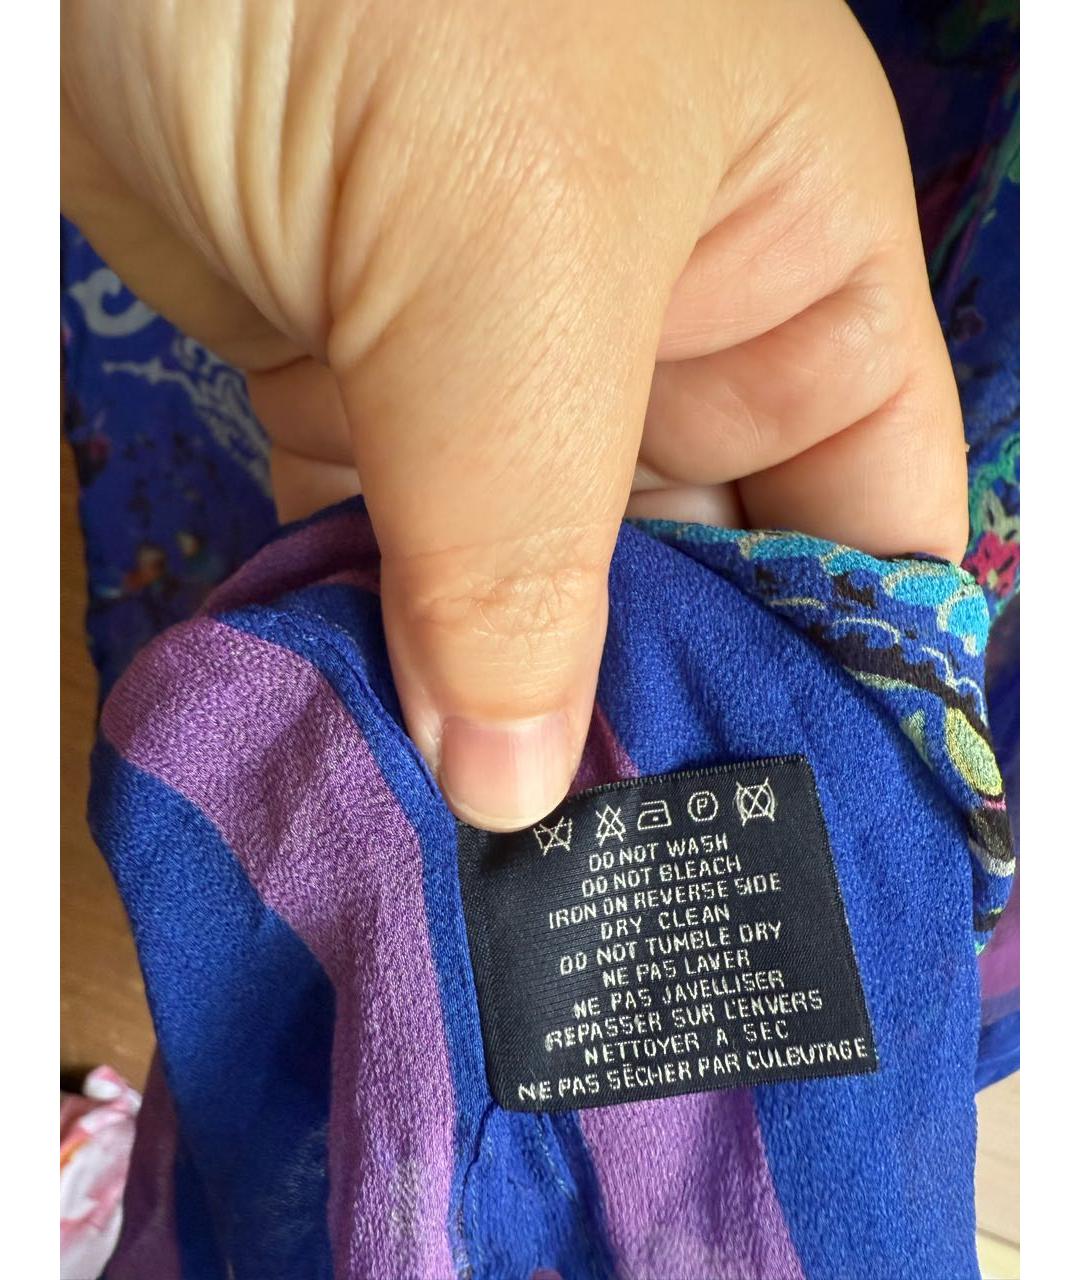 P
DO NOT WASH
DO NOT BLEACH
IRON ON REVERSE SIDE
DRY CLEAN
DO NOT TUMBLE DRY
NE PAS LAVER
NE PAS JAVELLISER
REPASSER SUR L'ENVERS
NETTOYER A SEC
NE PAS SÉCHER PAR CULBUTAGE